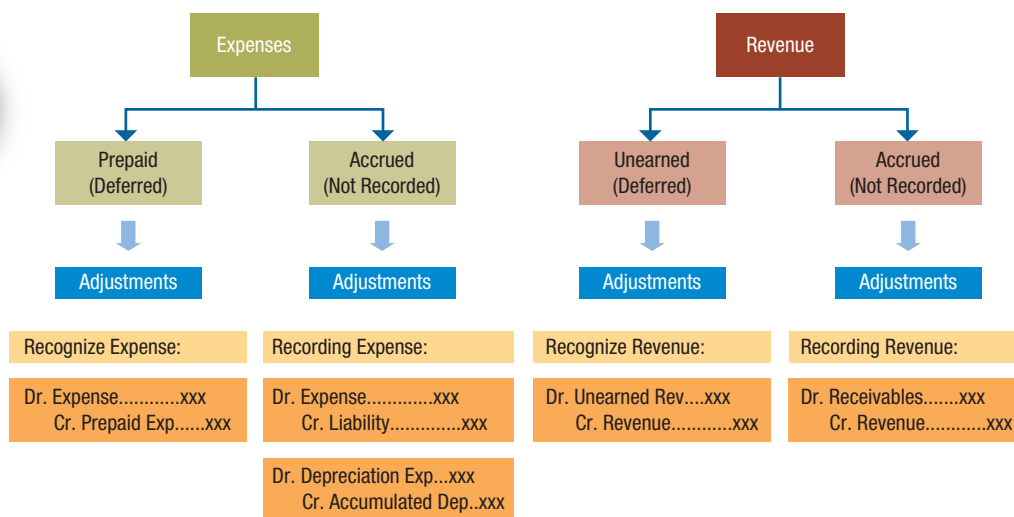 Expenses
Revenue
Prepaid
(Deferred)
Accrued
(Not Recorded)
Unearned
(Deferred)
Accrued
(Not Recorded)
Adjustments
Adjustments
Adjustments
Adjustments
Recognize Expense:
Recording Expense:
Recognize Revenue:
Recording Revenue:
Dr. Expense............xxx
Cr. Prepaid Exp......xxx
Dr. Expense.............xxx
Cr. Liability..............xxx
Dr. Unearned Rev....xxx
Cr. Revenue............xxx
Dr. Receivables.......xxx
Cr. Revenue............xxx
Dr. Depreciation Exp...xxx
Cr. Accumulated Dep..xxx